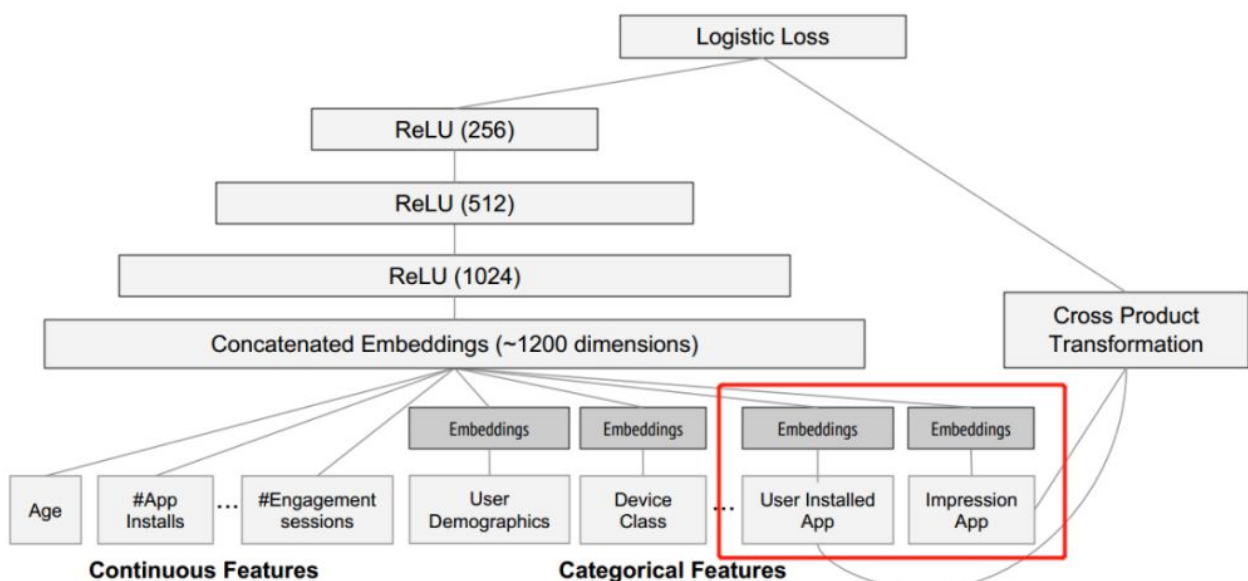 Logistic Loss
ReLU (256)
ReLU (512)
ReLU (1024)
Concatenated Embeddings (~1200 dimensions)
Cross Product
Transformation
Embeddings
Embeddings
Embeddings
Embeddings
Age
#App
Installs
...
#Engagement
sessions
User
Demographics
Device
Class
...
User Installed
App
Impression
App
Continuous Features
Categorical Features